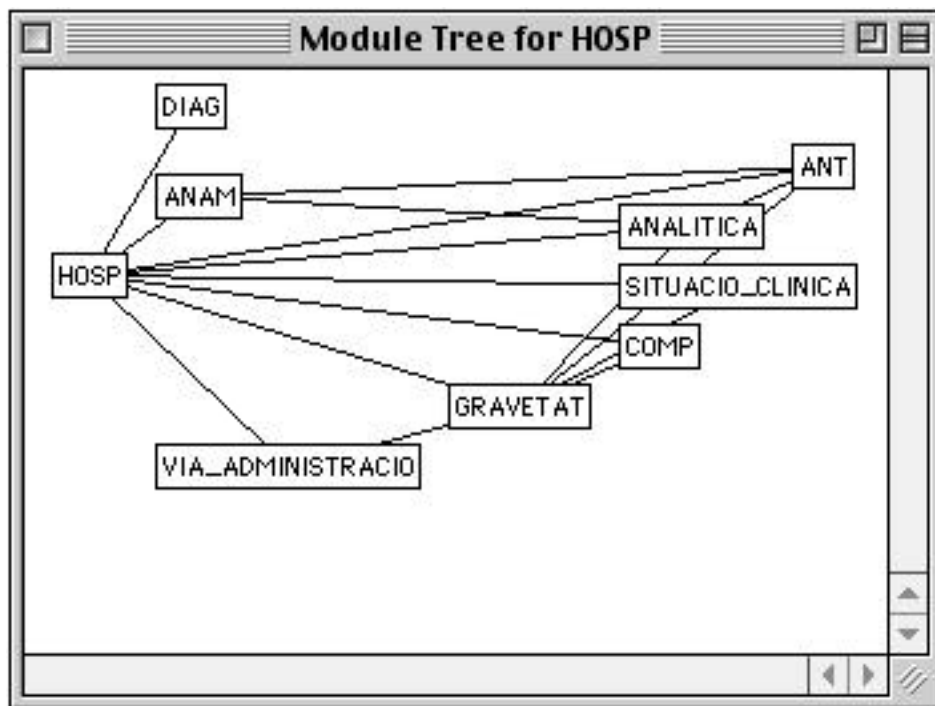 Module Tree for HOSP
DIAG
ANT
ANAM
ANALITICA
HOSP
SITUACIO_CLINICA
COMP
GRAVETAT
VIA_ADMINISTRACIO